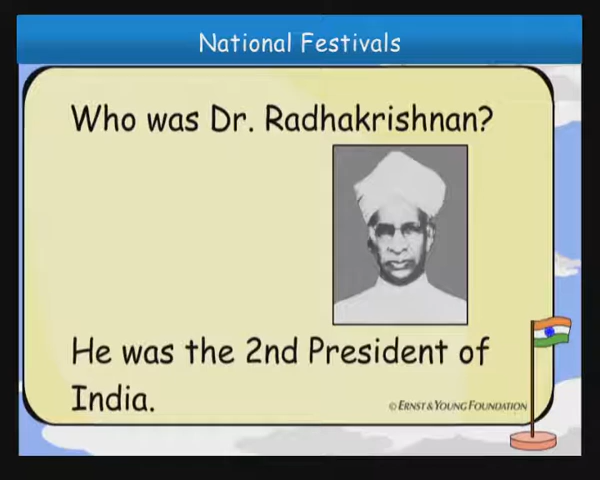 National Festivals
Who was Dr. Radhakrishnan?
He was the 2nd President of
India.
© ERNST & YOUNG FOUNDATION